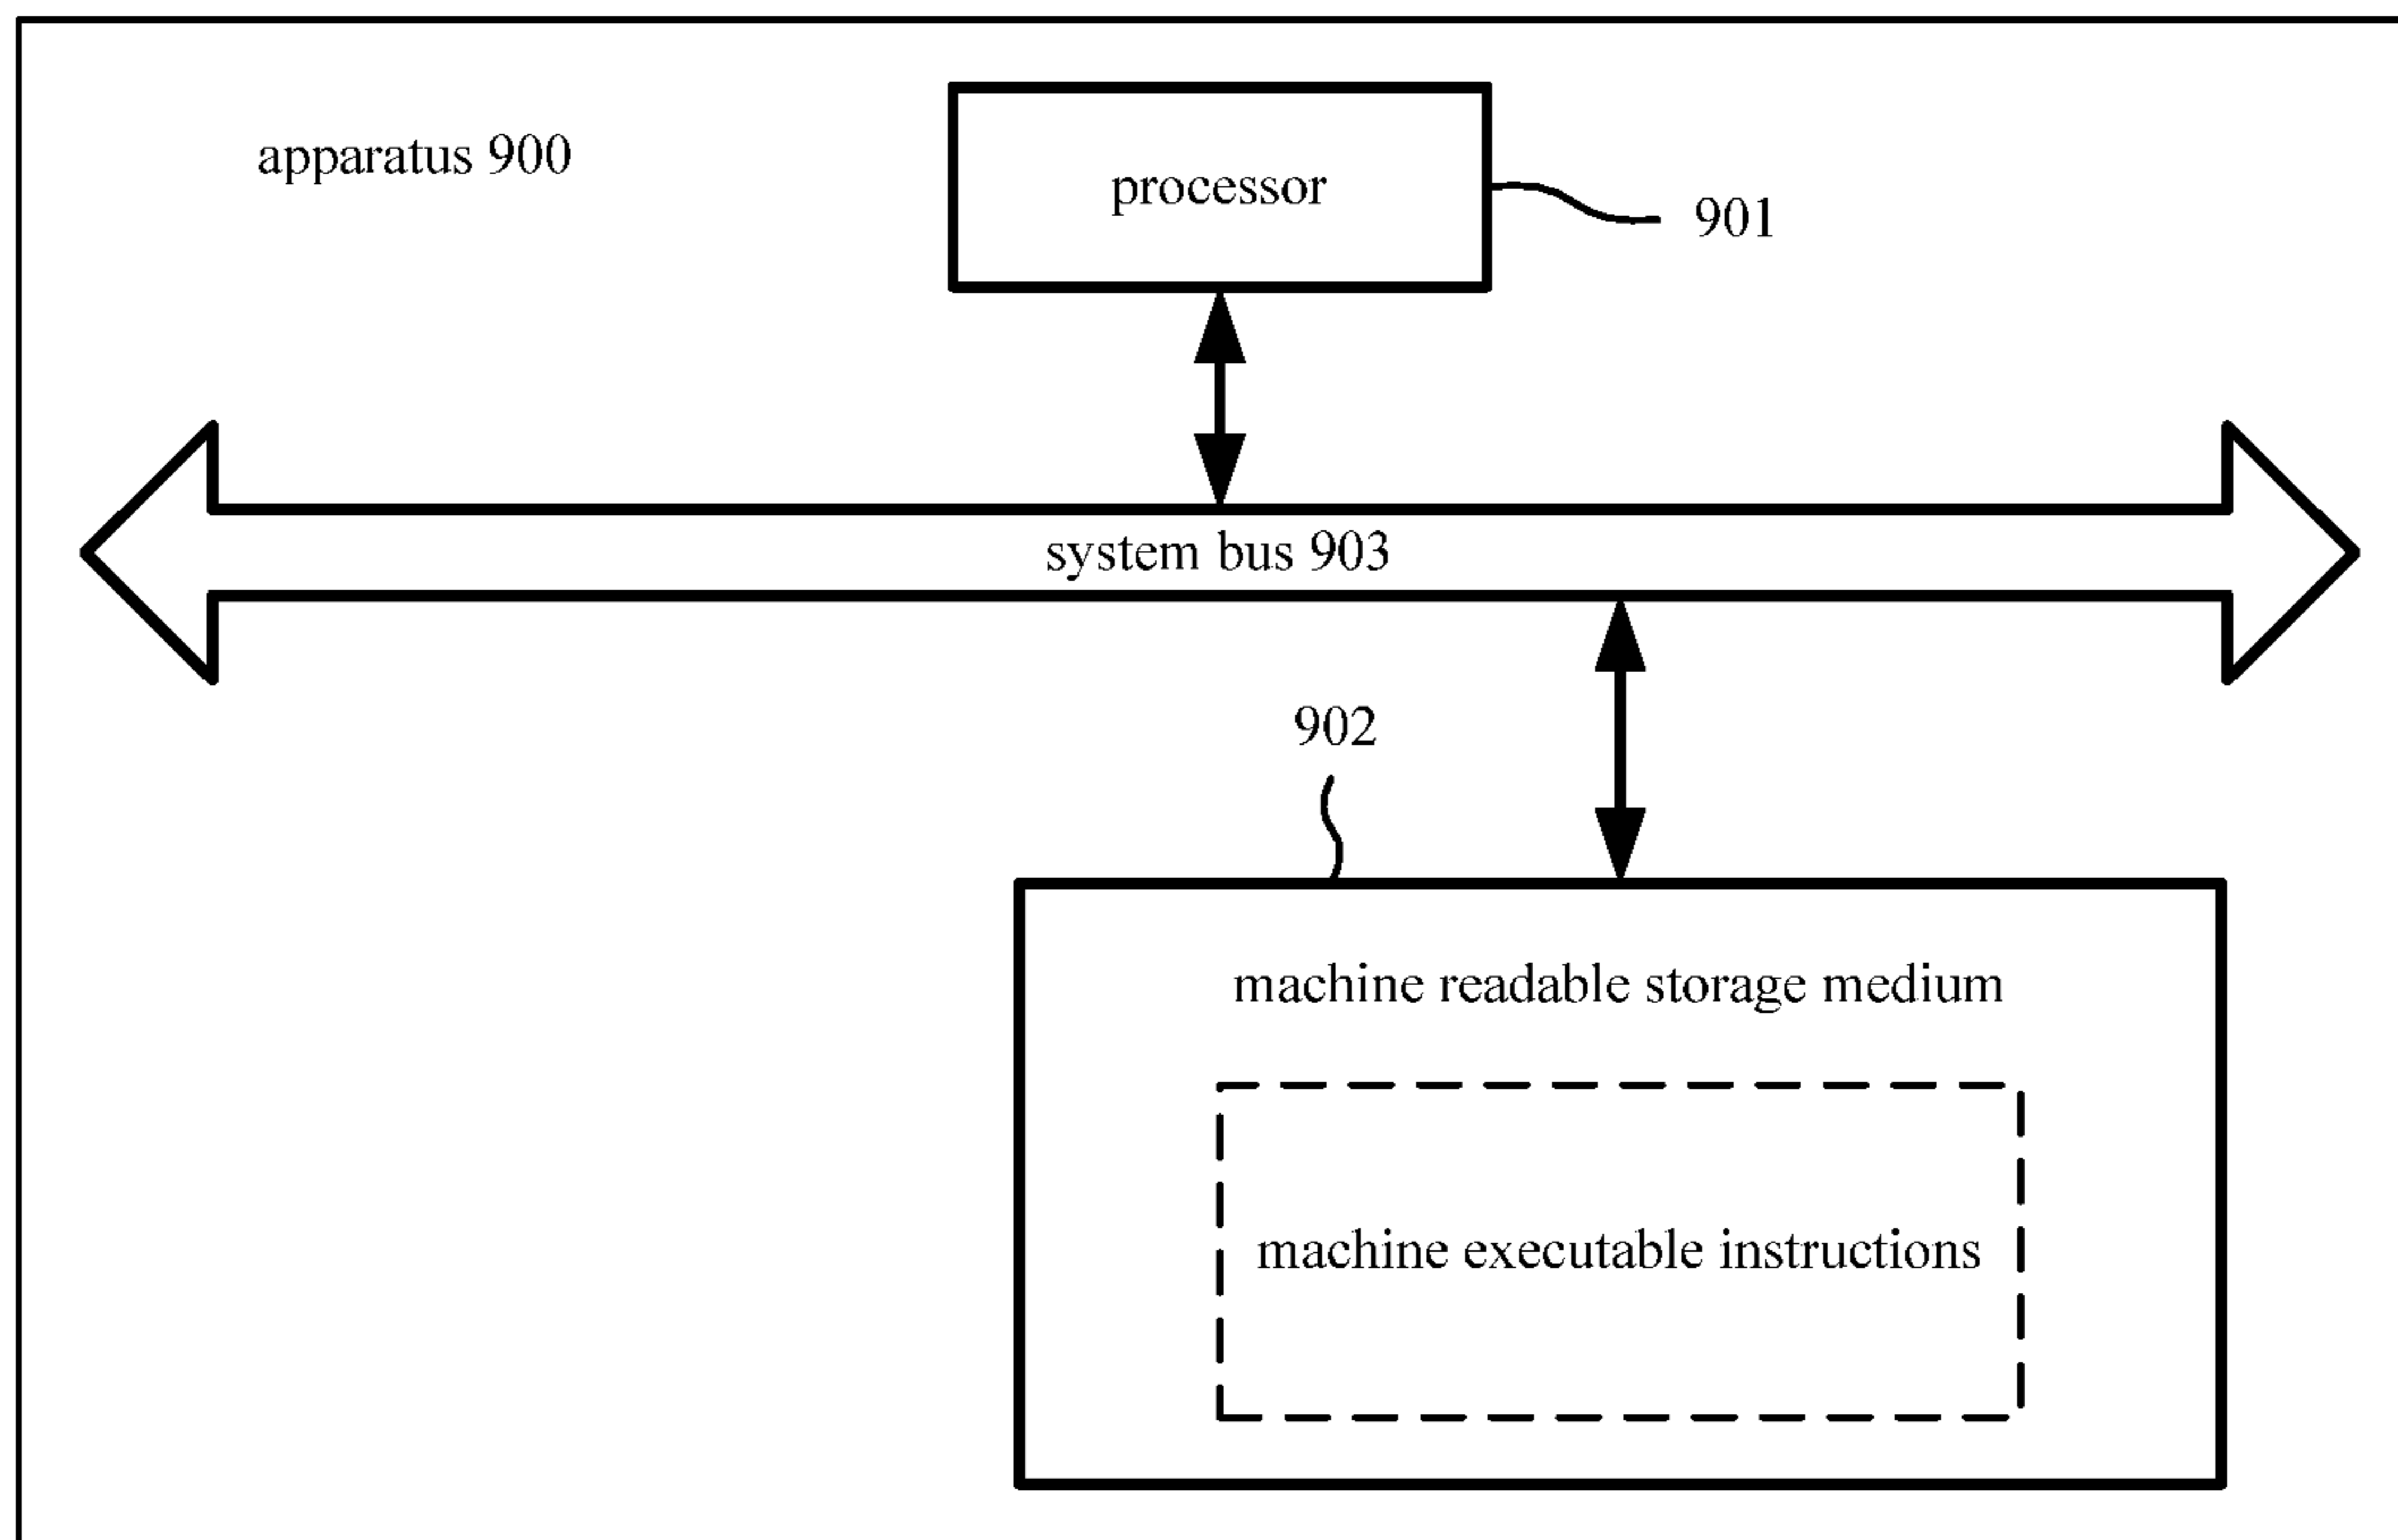 apparatus 900
processor
901
system bus 903
902
machine readable storage medium
machine executable instructions